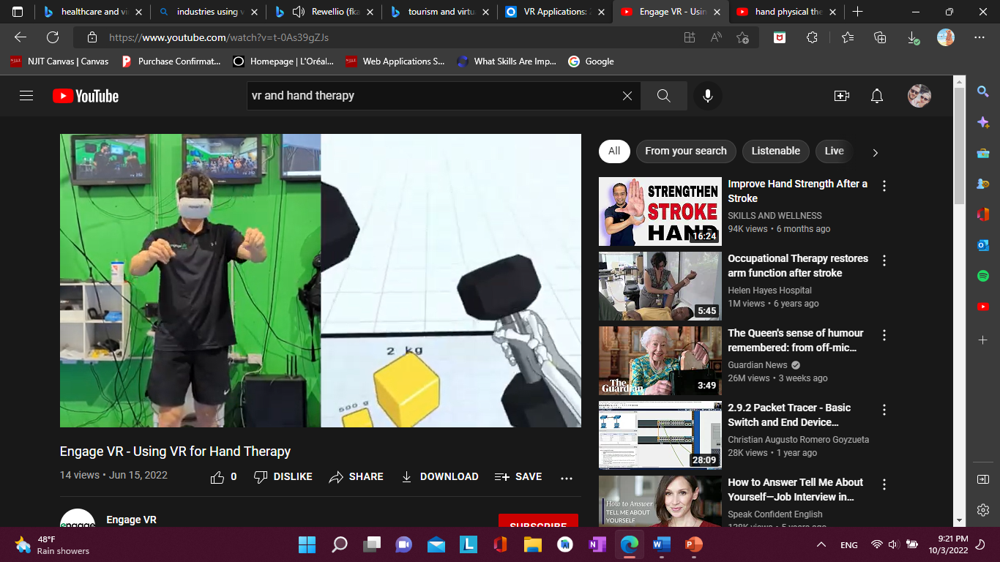 healthcare and vi
industries using v
Rewellio (fka
tourism and virtu
VR Applications: 2
Engage VR - Usin
hand physical the
https://www.youtube.com/watch?v=t-0As39gZJs
NJIT Canvas | Canvas
Purchase Confirmat...
Homepage | L'Oréal...
Web Applications S...
What Skills Are Imp...
Google
YouTube
vr and hand therapy
2 kg
500 g
All
From your search
Listenable
Live
STRENGTHEN
STROKE
HAND
16:24
Improve Hand Strength After a
Stroke
SKILLS AND WELLNESS
94K views • 6 months ago
5:45
Occupational Therapy restores
arm function after stroke
Helen Hayes Hospital
1M views • 6 years ago
The
Guardian
3:49
The Queen's sense of humour
remembered: from off-mic...
Guardian News
26M views • 3 weeks ago
28:09
2.9.2 Packet Tracer - Basic
Switch and End Device...
Christian Augusto Romero Goyzueta
28K views • 1 year ago
How to Answer
TELL ME ABOUT
YOURSELF
How to Answer Tell Me About
Yourself—Job Interview in...
Speak Confident English
138K views • 5 years ago
Engage VR - Using VR for Hand Therapy
14 views • Jun 15, 2022
0
DISLIKE
SHARE
DOWNLOAD
SAVE
engage
Engage VR
SUBSCRIBE
48°F
Rain showers
ENG
9:21 PM
10/3/2022